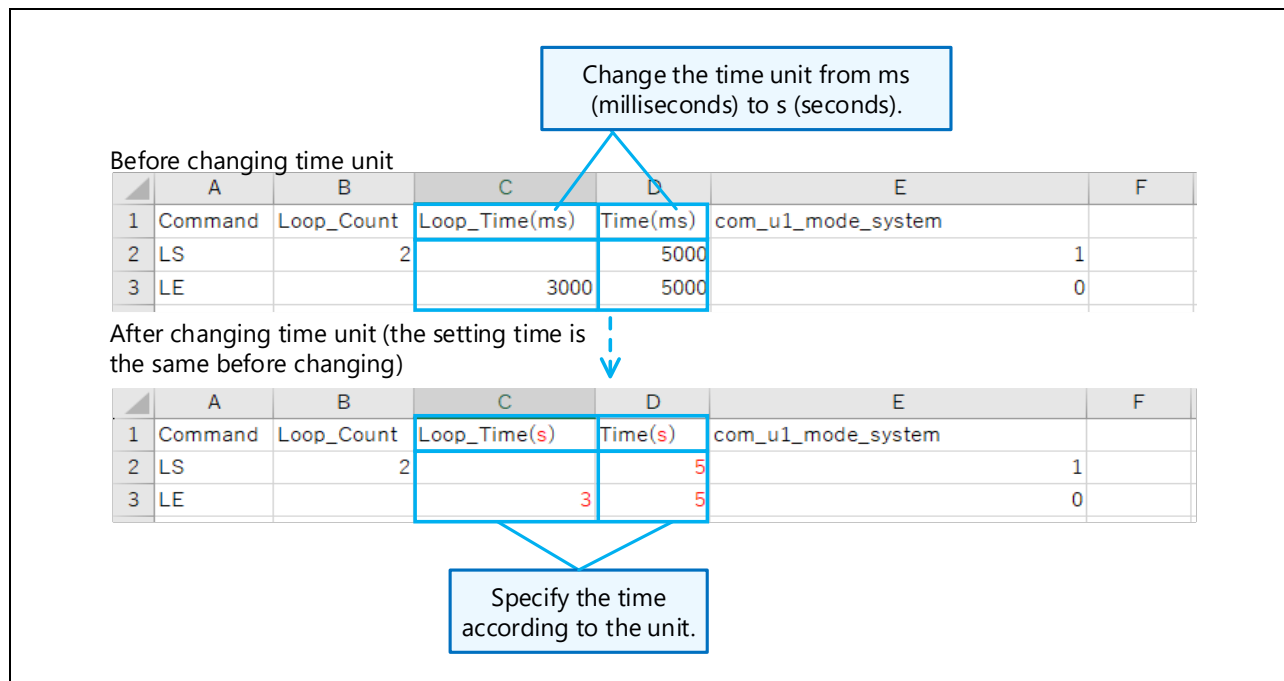 Change the time unit from ms
(milliseconds) to s (seconds).
Before changing time unit
A B C D E F
1 Command Loop_Count Loop_Time(ms) Time(ms) com_u1_mode_system
2 LS 2 5000 1
3 LE 3000 5000 0
After changing time unit (the setting time is
the same before changing)
A B C D E F
1 Command Loop_Count Loop_Time(s) Time(s) com_u1_mode_system
2 LS 2 5 1
3 LE 3 5 0
Specify the time
according to the unit.